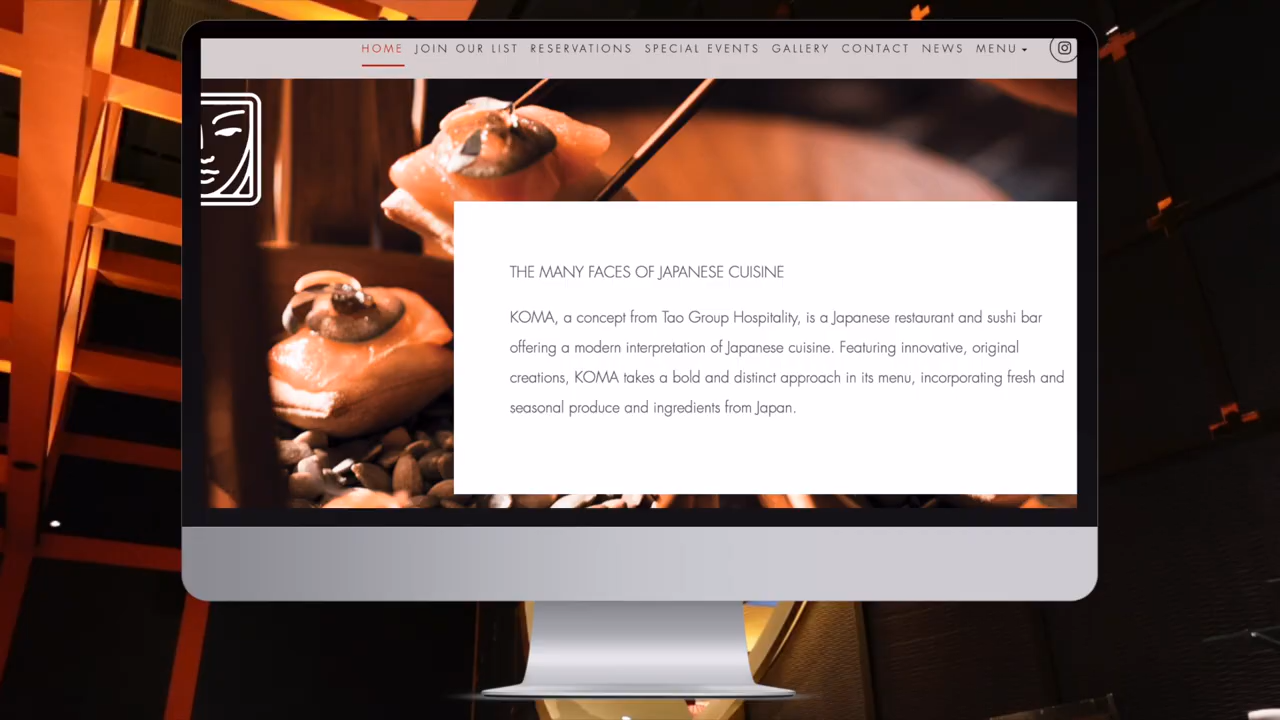 HOME JOIN OUR LIST RESERVATIONS SPECIAL EVENTS GALLERY CONTACT NEWS MENU
THE MANY FACES OF JAPANESE CUISINE
KOMA, a concept from Tao Group Hospitality, is a Japanese restaurant and sushi bar
offering a modern interpretation of Japanese cuisine. Featuring innovative, original
creations, KOMA takes a bold and distinct approach in its menu, incorporating fresh and
seasonal produce and ingredients from Japan.